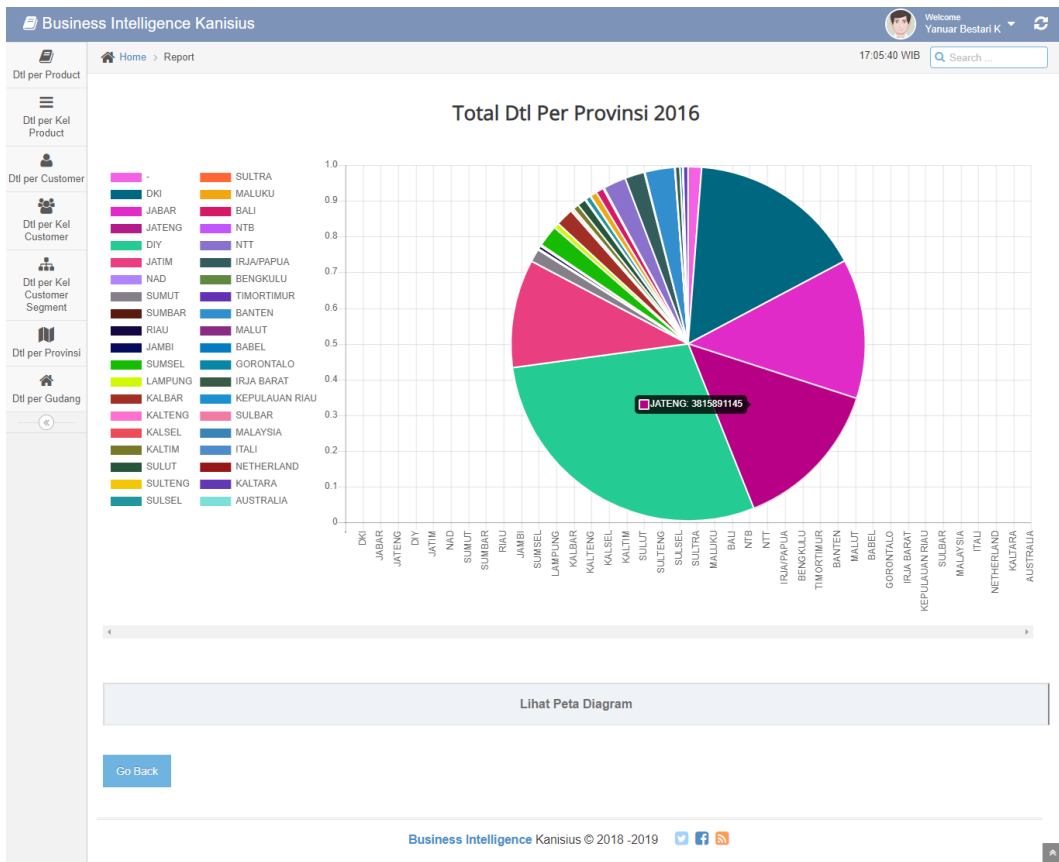 Business Intelligence Kanisius
Welcome
Yanuar Bestari K
Dtl per Product
Dtl per Kel
Product
Dtl per Customer
Dtl per Kel
Customer
Dtl per Kel
Customer
Segment
Dtl per Provinsi
Dtl per Gudang
Home > Report
17:05:40 WIB
Search ...
Total Dtl Per Provinsi 2016
- SULTRA
DKI MALUKU
JABAR BALI
JATENG NTB
DIY NTT
JATIM IRJA/PAPUA
NAD BENGKULU
SUMUT TIMORTIMUR
SUMBAR BANTEN
RIAU MALUT
JAMBI BABEL
SUMSEL GORONTALO
LAMPUNG IRJA BARAT
KALBAR KEPULAUAN RIAU
KALTENG SULBAR
KALSEL MALAYSIA
KALTIM ITALI
SULUT NETHERLAND
SULTENG KALTARA
SULSEL AUSTRALIA
1.0
0.9
0.8
0.7
0.6
0.5
0.4
0.3
0.2
0.1
0
JATENG: 3815891145
-
DKI
JABAR
JATENG
DIY
JATIM
NAD
SUMUT
SUMBAR
RIAU
JAMBI
SUMSEL
LAMPUNG
KALBAR
KALTENG
KALSEL
KALTIM
SULUT
SULTENG
SULSEL
SULTRA
MALUKU
BALI
NTB
NTT
IRJA/PAPUA
BENGKULU
TIMORTIMUR
BANTEN
MALUT
BABEL
GORONTALO
IRJA BARAT
KEPULAUAN RIAU
SULBAR
MALAYSIA
ITALI
NETHERLAND
KALTARA
AUSTRALIA
Lihat Peta Diagram
Go Back
Business Intelligence Kanisius © 2018 -2019